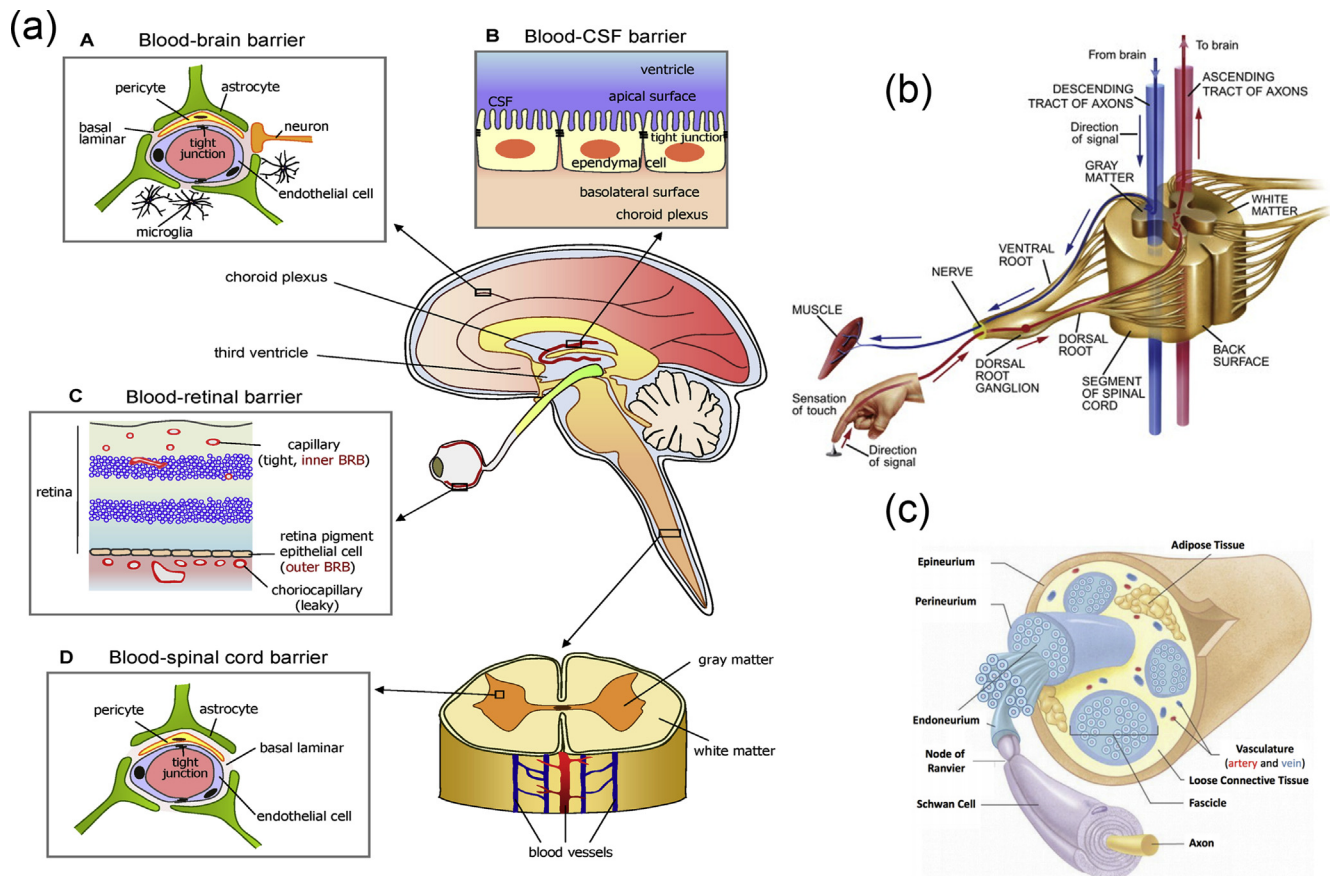 (a)
A Blood-brain barrier
pericyte
astrocyte
basal
laminar
neuron
tight
junction
endothelial cell
microglia
B Blood-CSF barrier
ventricle
CSF
apical surface
tight junction
ependymal cell
basolateral surface
choroid plexus
choroid plexus
third ventricle
C Blood-retinal barrier
retina
capillary
(tight, inner BRB)
retina pigment
epithelial cell
(outer BRB)
choriocapillary
(leaky)
D Blood-spinal cord barrier
pericyte
astrocyte
basal laminar
tight
junction
endothelial cell
gray matter
white matter
blood vessels
(b)
From brain
To brain
DESCENDING
TRACT OF AXONS
ASCENDING
TRACT OF AXONS
Direction
of signal
GRAY
MATTER
WHITE
MATTER
VENTRAL
ROOT
NERVE
MUSCLE
DORSAL
ROOT
DORSAL
ROOT
GANGLION
BACK
SURFACE
SEGMENT
OF SPINAL
CORD
Sensation
of touch
Direction
of signal
(c)
Epineurium
Adipose Tissue
Perineurium
Endoneurium
Node of
Ranvier
Vasculature
(artery and vein)
Loose Connective Tissue
Schwan Cell
Fascicle
Axon